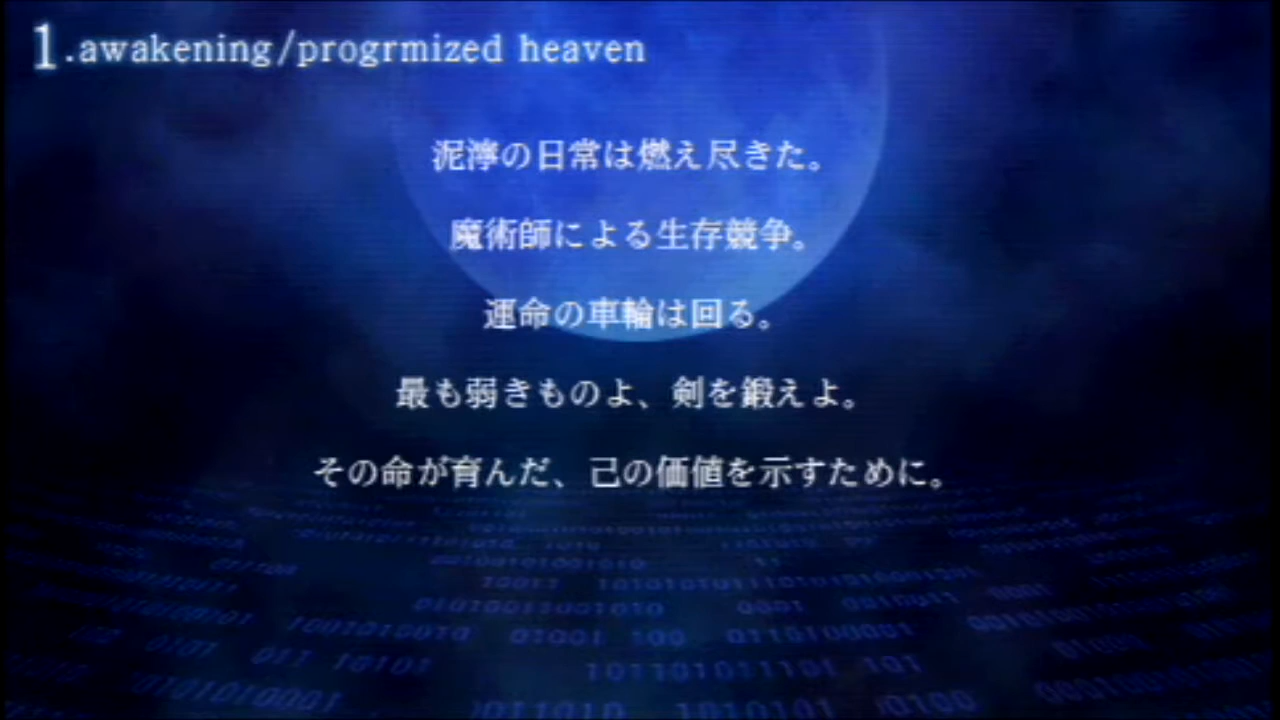 1.awakening/progrmized heaven
泥濘の日常は燃え尽きた。
魔術師による生存競争。
運命の車輪は回る。
最も弱きものよ、剣を鍛えよ。
その命が育んだ、己の価値を示すために。